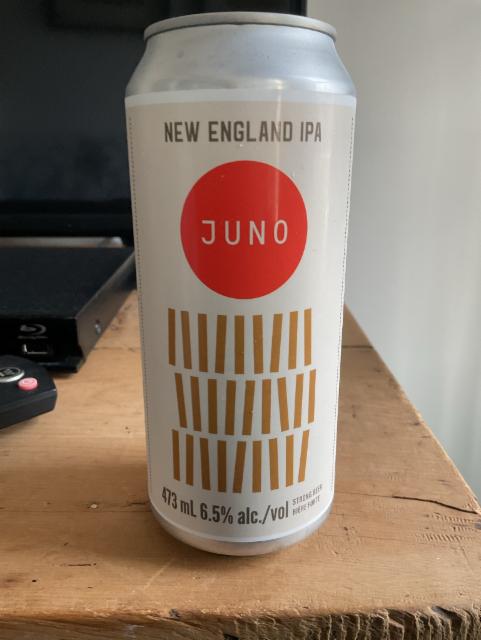 NEW ENGLAND IPA
JUNO
473 mL 6.5% alc./vol
STRONG BEER
BIÈRE FORTE